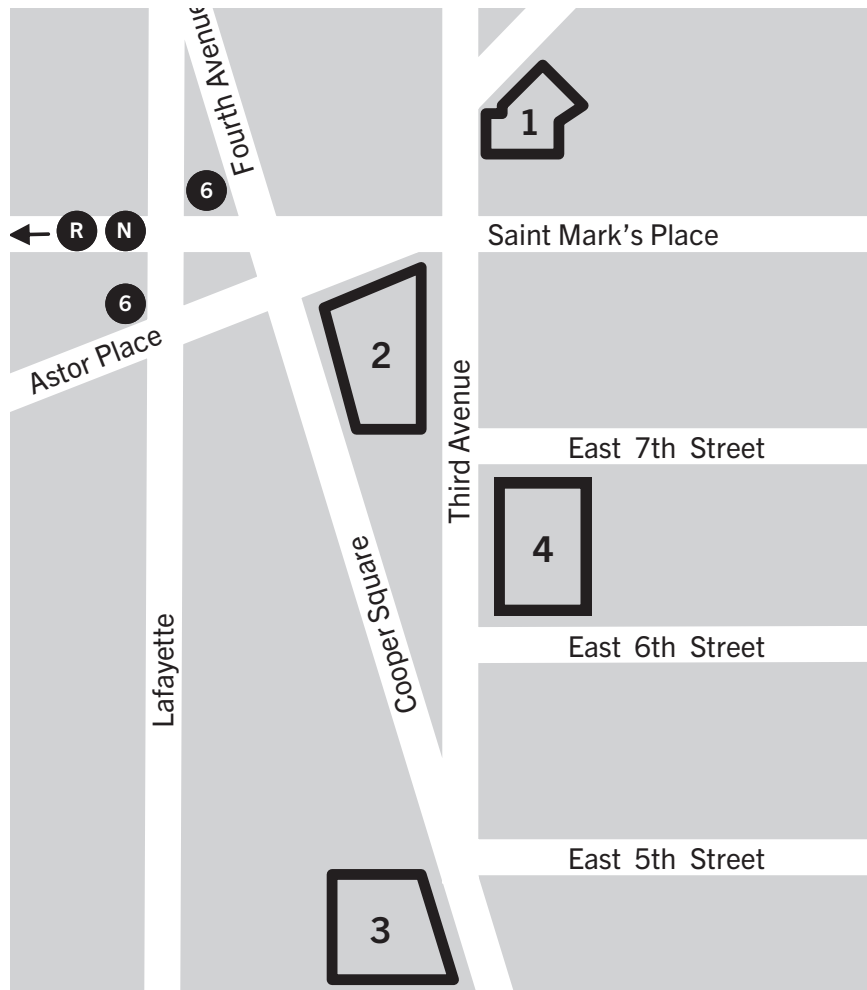 Fourth Avenue
1
6
R N
Saint Mark's Place
6
Astor Place
2
Third Avenue
East 7th Street
4
Cooper Square
Lafayette
East 6th Street
East 5th Street
3